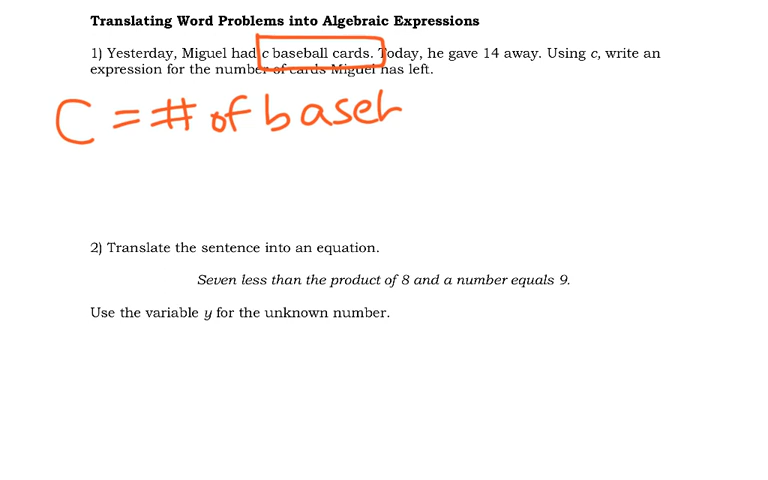 Translating Word Problems into Algebraic Expressions
1) Yesterday, Miguel had c baseball cards. Today, he gave 14 away. Using c, write an
expression for the number of cards Miguel has left.
C = # of baseb
2) Translate the sentence into an equation.
Seven less than the product of 8 and a number equals 9.
Use the variable y for the unknown number.